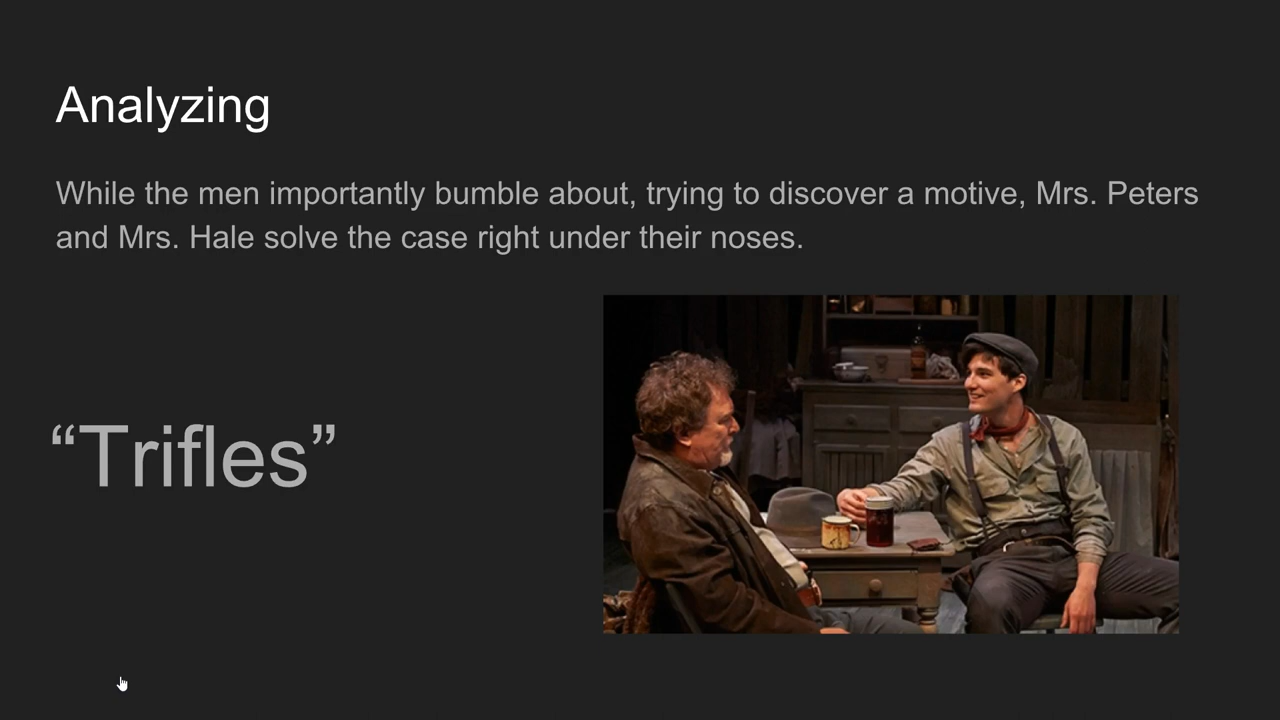 Analyzing
While the men importantly bumble about, trying to discover a motive, Mrs. Peters
and Mrs. Hale solve the case right under their noses.
“Trifles”